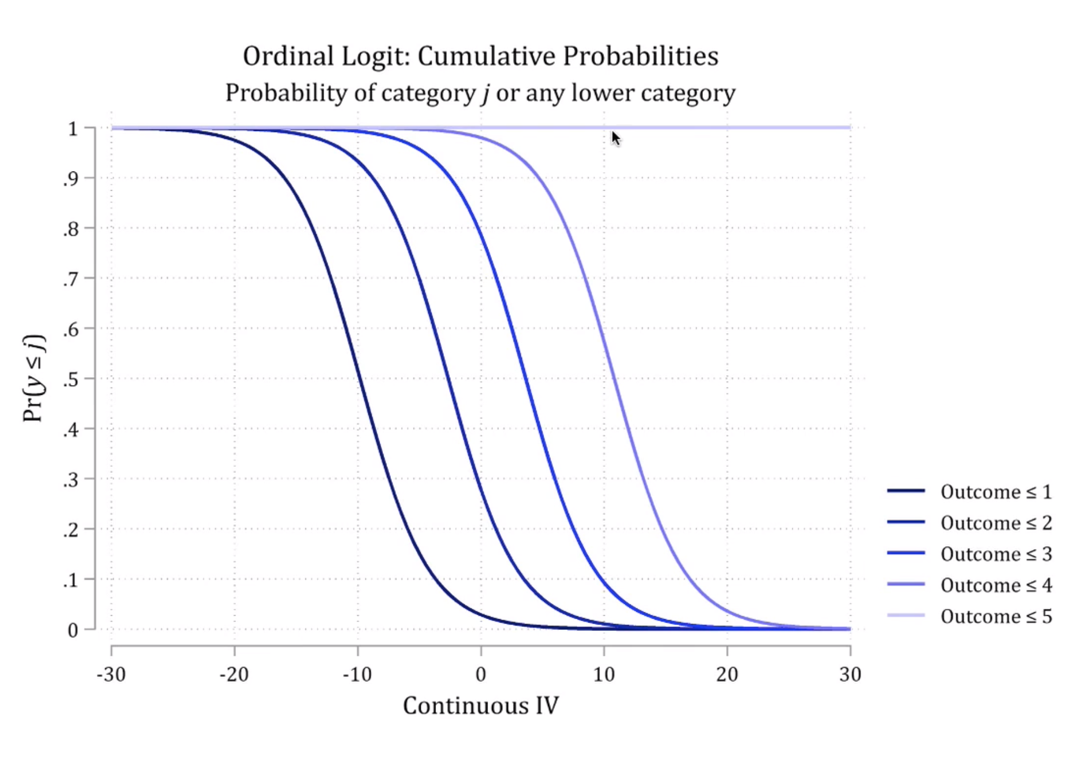 Ordinal Logit: Cumulative Probabilities
Probability of category j or any lower category
1
.9
.8
.7
.6
.5
.4
.3
.2
.1
0
Pr(y ≤ j)
-30 -20 -10 0 10 20 30
Continuous IV
Outcome ≤ 1
Outcome ≤ 2
Outcome ≤ 3
Outcome ≤ 4
Outcome ≤ 5